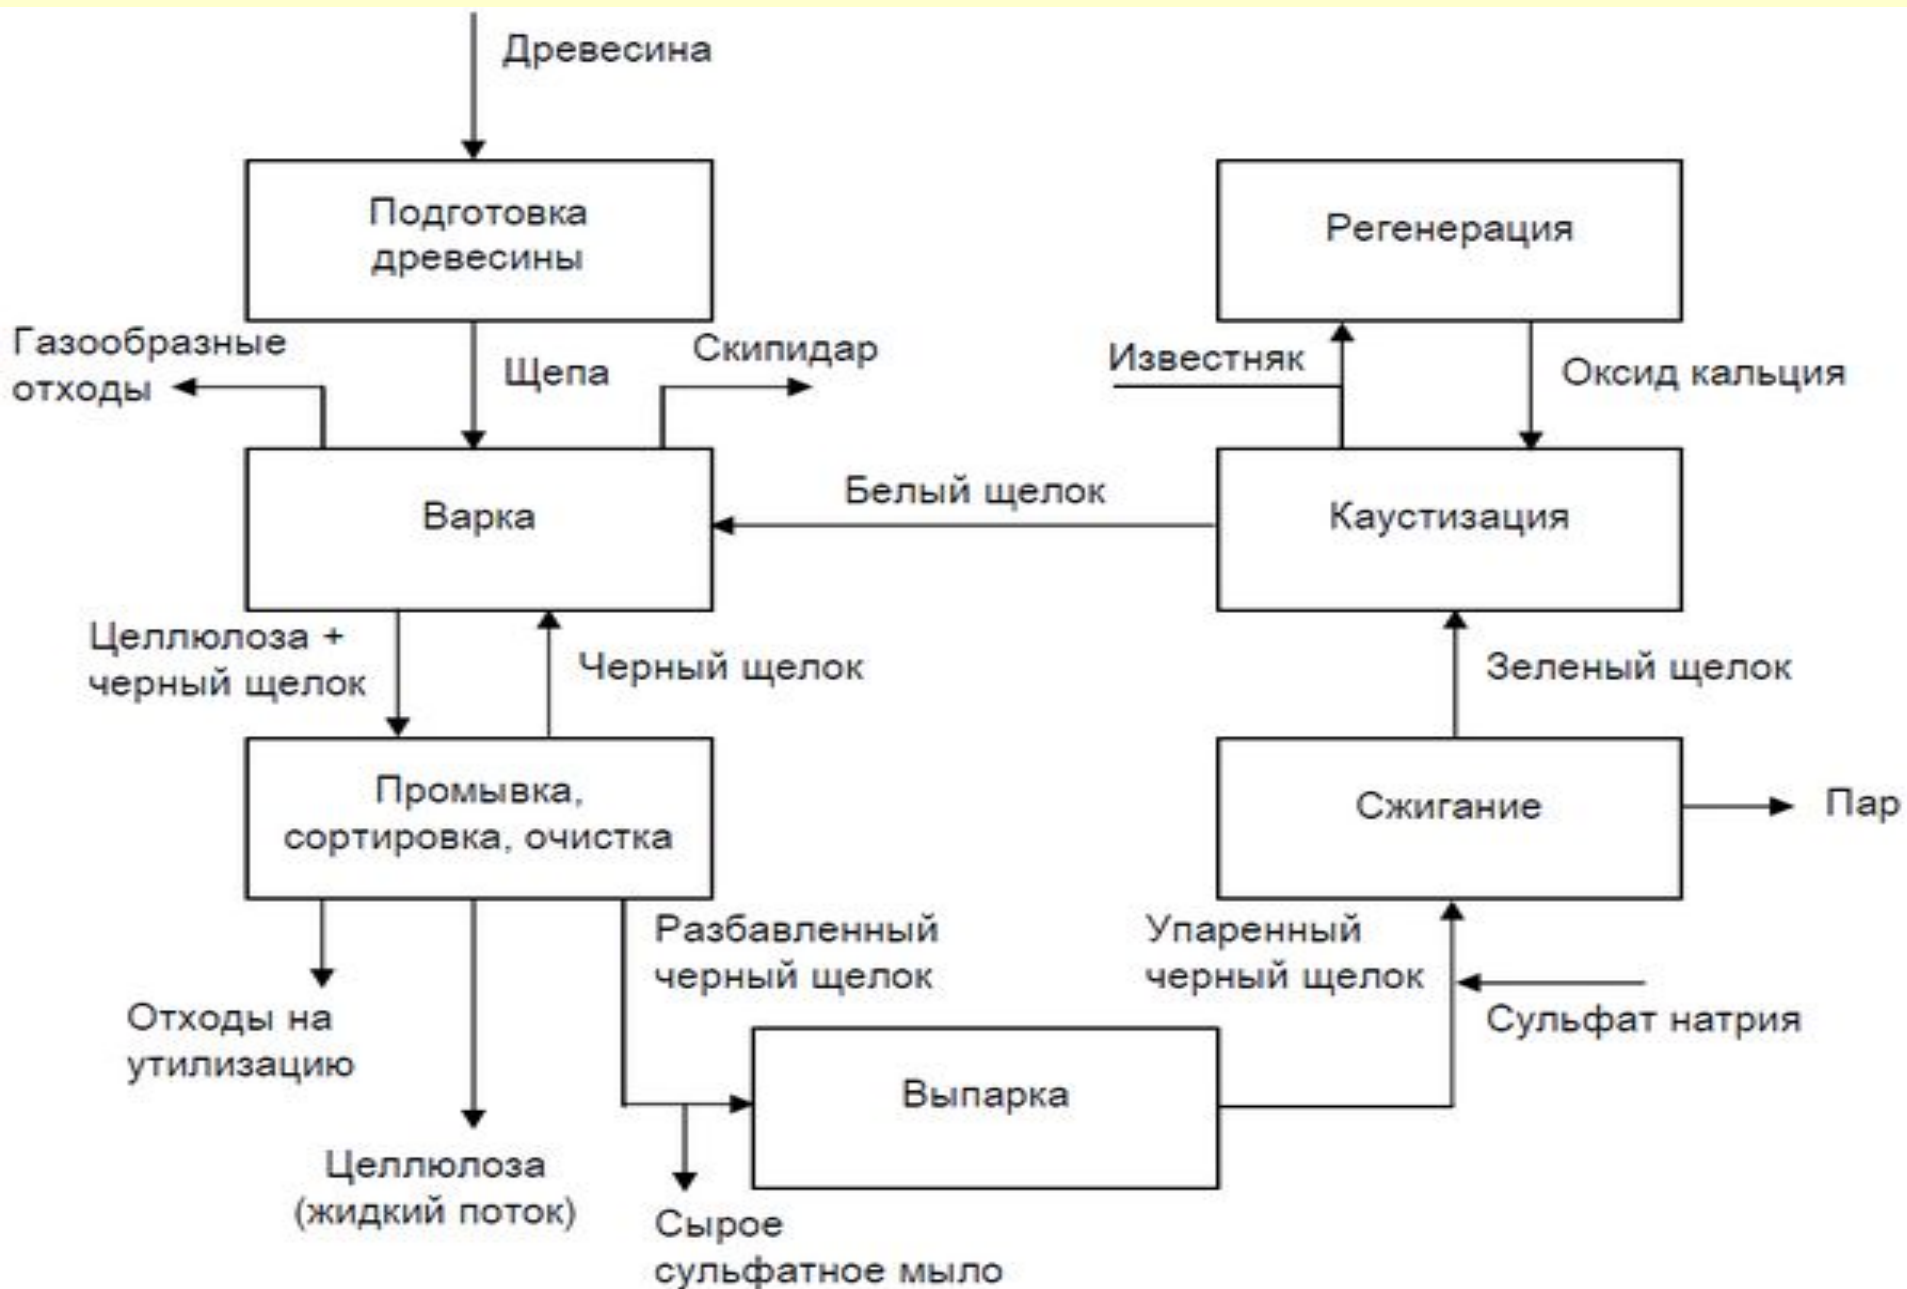 Древесина
Подготовка
древесины
Регенерация
Газообразные
отходы
Щепа
Скипидар
Известняк
Оксид кальция
Варка
Белый щелок
Каустизация
Целлюлоза +
черный щелок
Черный щелок
Зеленый щелок
Промывка,
сортировка, очистка
Сжигание
Пар
Разбавленный
черный щелок
Упаренный
черный щелок
Отходы на
утилизацию
Сульфат натрия
Выпарка
Целлюлоза
(жидкий поток)
Сырое
сульфатное мыло